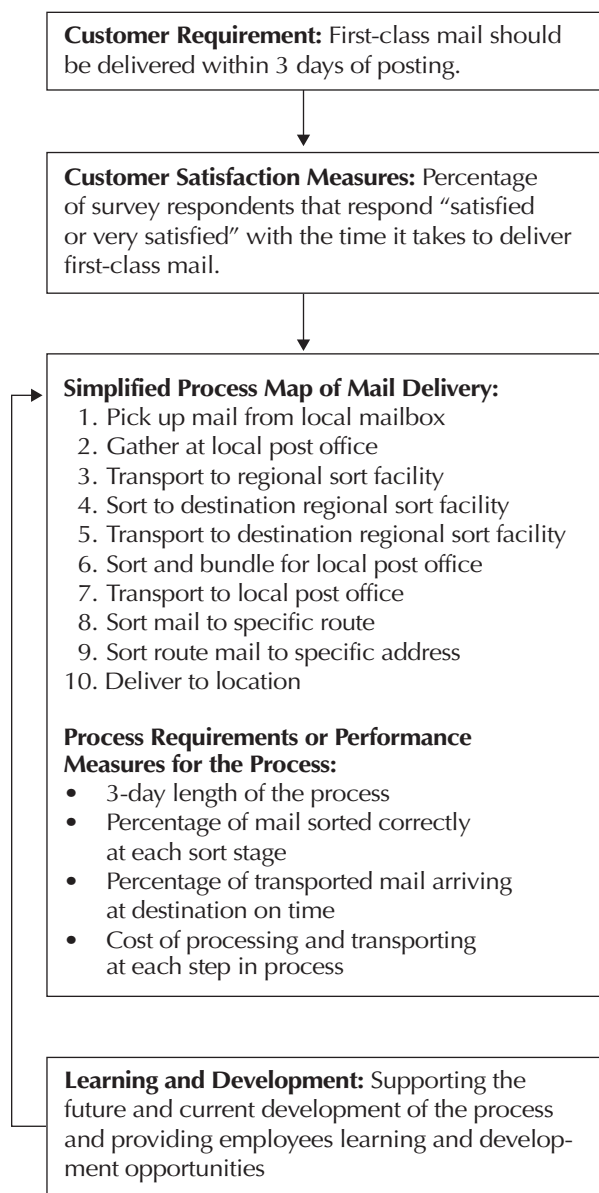 Customer Requirement: First-class mail should
be delivered within 3 days of posting.
Customer Satisfaction Measures: Percentage
of survey respondents that respond “satisfied
or very satisfied” with the time it takes to deliver
first-class mail.
Simplified Process Map of Mail Delivery:
1. Pick up mail from local mailbox
2. Gather at local post office
3. Transport to regional sort facility
4. Sort to destination regional sort facility
5. Transport to destination regional sort facility
6. Sort and bundle for local post office
7. Transport to local post office
8. Sort mail to specific route
9. Sort route mail to specific address
10. Deliver to location
Process Requirements or Performance
Measures for the Process:
• 3-day length of the process
• Percentage of mail sorted correctly
at each sort stage
• Percentage of transported mail arriving
at destination on time
• Cost of processing and transporting
at each step in process
Learning and Development: Supporting the
future and current development of the process
and providing employees learning and develop-
ment opportunities